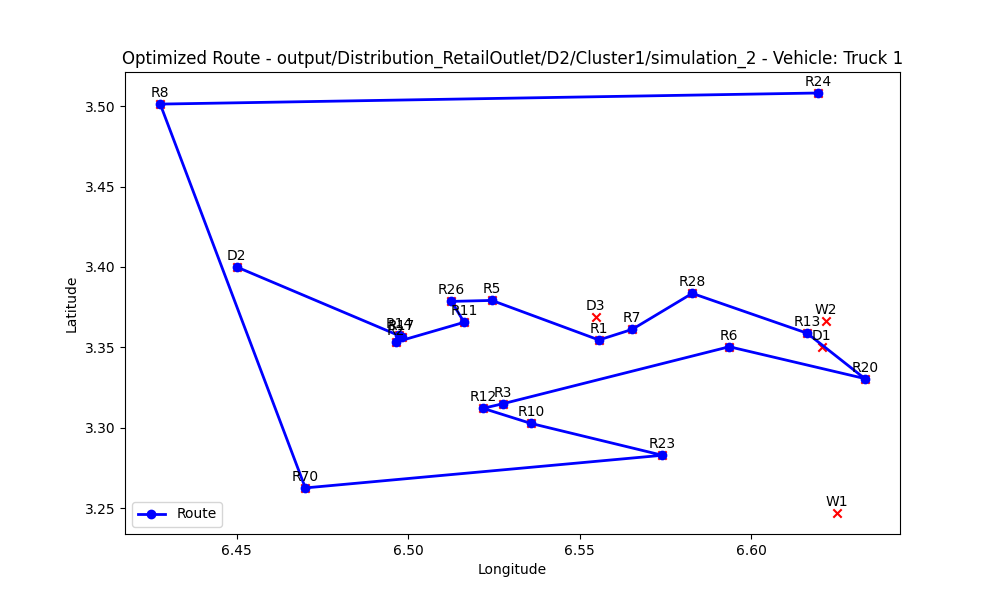 Optimized Route - output/Distribution_RetailOutlet/D2/Cluster1/simulation_2 - Vehicle: Truck 1
R8
R24
3.50
3.45
3.40
3.35
3.30
3.25
Latitude
D2
R26
R5
R11
R14
R17
D3
R1
R7
R28
W2
R13
D1
R6
R20
R12
R3
R10
R23
R70
W1
Route
6.45
6.50
6.55
6.60
Longitude